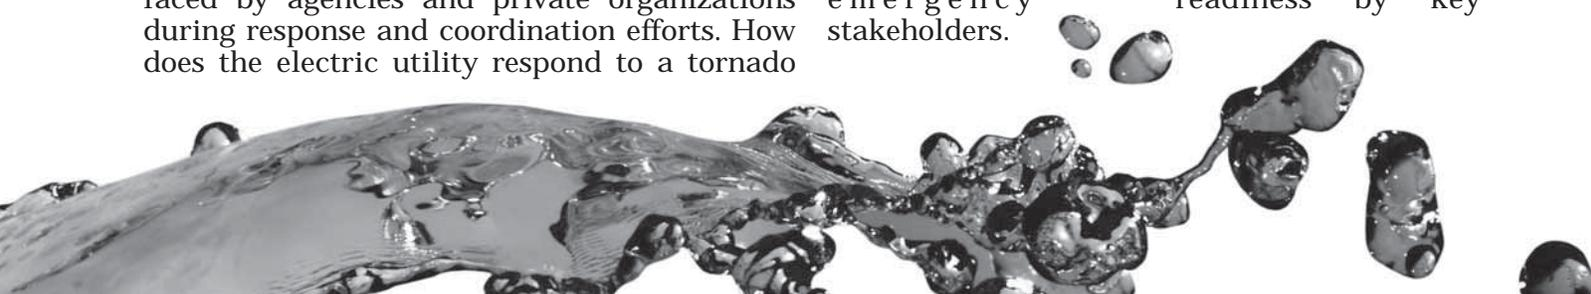 faced by agencies and private organizations
during response and coordination efforts. How
does the electric utility respond to a tornado
emergency readiness by key
stakeholders.